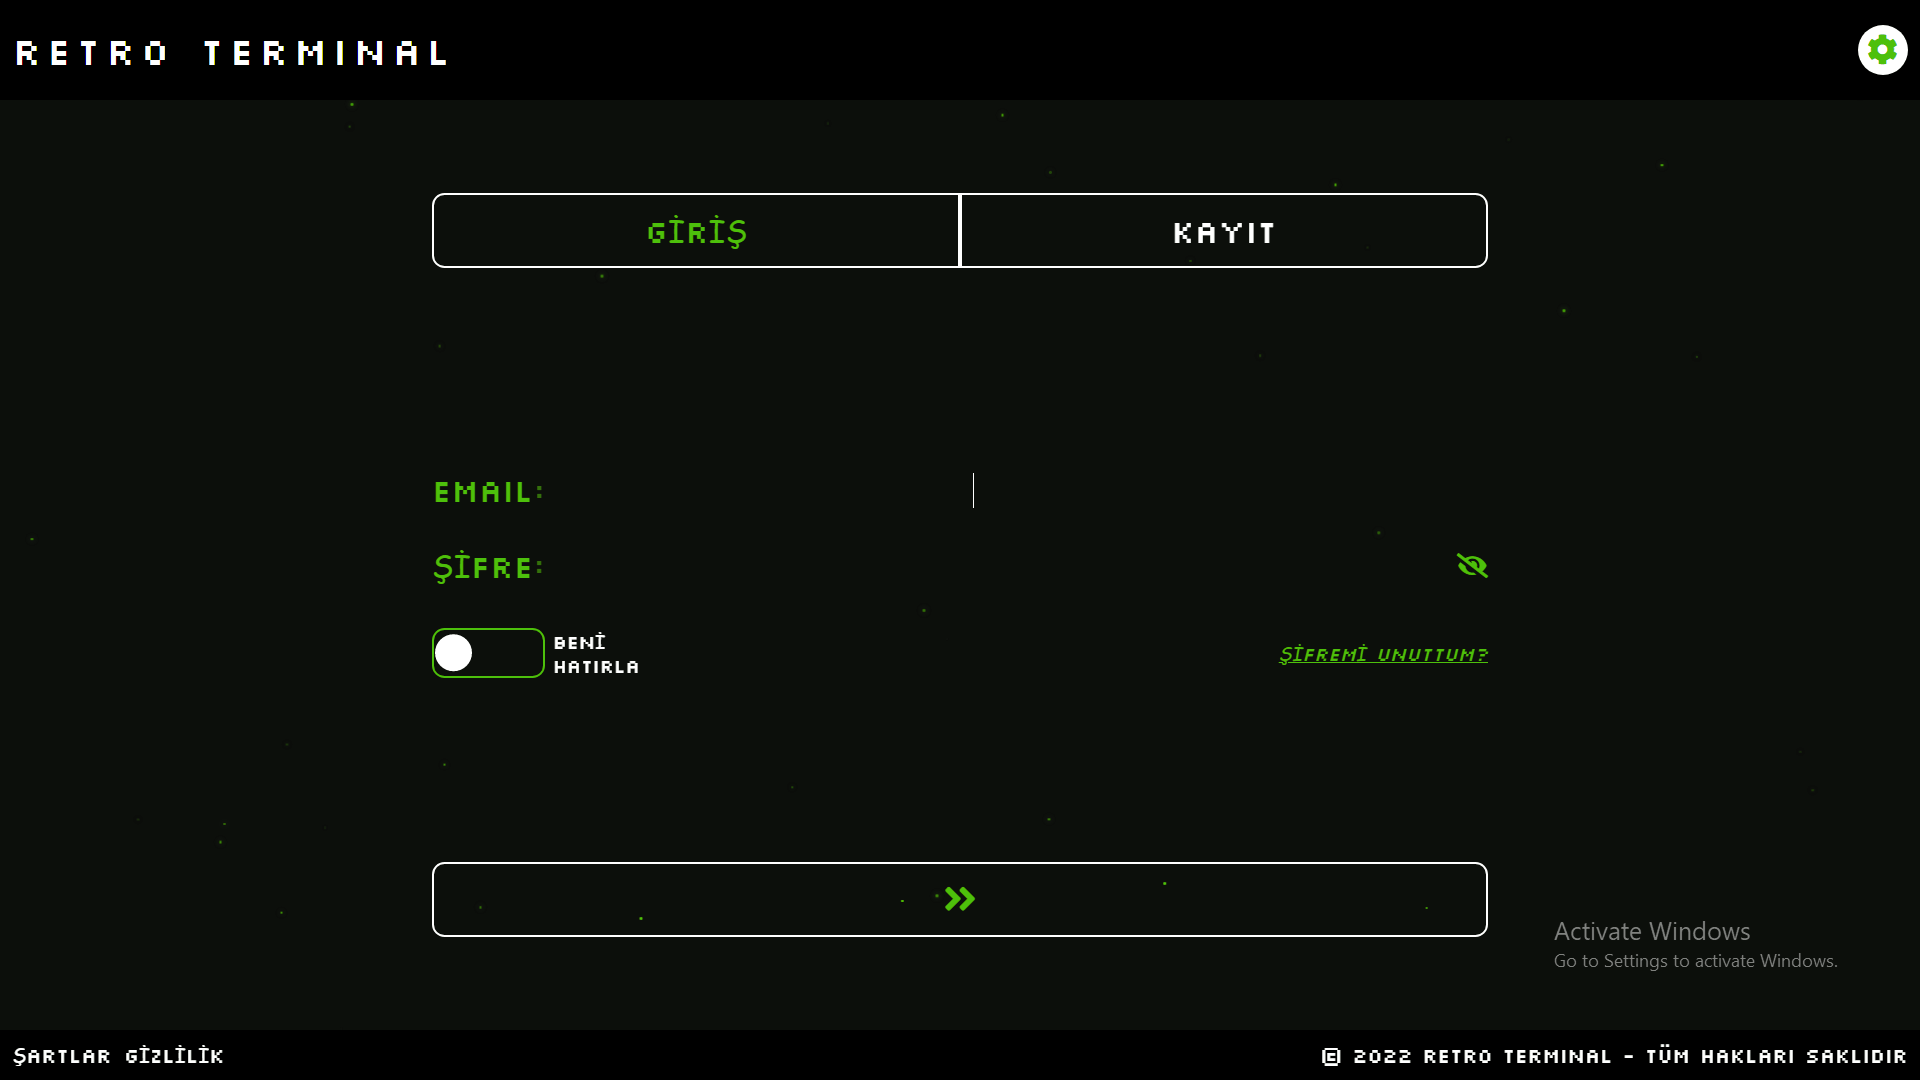 RETRO TERMINAL
GİRİŞ KAYIT
EMAIL:
ŞİFRE:
BENİ
HATIRLA
ŞİFREMİ UNUTTUM?
Activate Windows
Go to Settings to activate Windows.
ŞARTLAR GİZLİLİK
© 2022 RETRO TERMINAL - TÜM HAKLARI SAKLIDIR